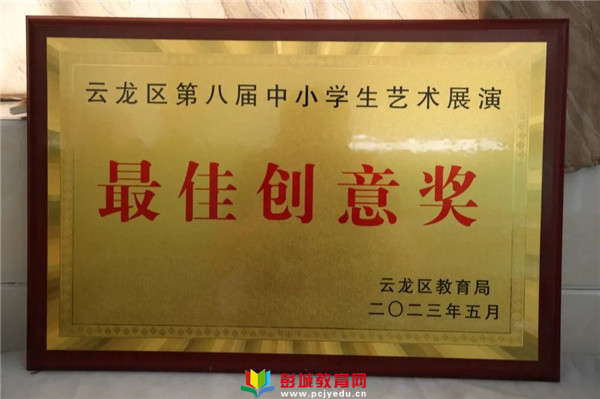 云龙区第八届中小学生艺术展演
最佳创意奖
云龙区教育局
二〇二三年五月
彭城教育网
www.pcjyedu.cn